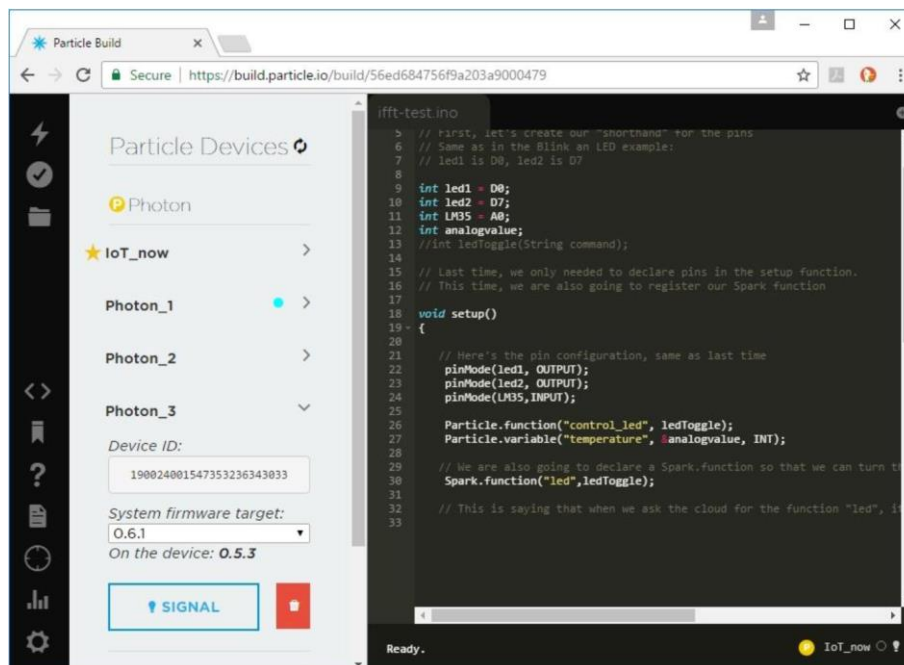 Particle Build
Secure | https://build.particle.io/build/56ed684756f9a203a9000479
Particle Devices
Photon
IoT_now
Photon_1
Photon_2
Photon_3
Device ID:
190024001547353236343033
System firmware target:
0.6.1
On the device: 0.5.3
SIGNAL
ifft-test.ino
5 // First, let's create our "shorthand" for the pins
6 // Same as in the Blink an LED example:
7 // led1 is D0, led2 is D7
8
9 int led1 = D0;
10 int led2 = D7;
11 int LM35 = A0;
12 int analogvalue;
13 //int ledToggle(String command);
14
15 // Last time, we only needed to declare pins in the setup function.
16 // This time, we are also going to register our Spark function
17
18 void setup()
19 {
20
21 // Here's the pin configuration, same as last time
22 pinMode(led1, OUTPUT);
23 pinMode(led2, OUTPUT);
24 pinMode(LM35,INPUT);
25
26 Particle.function("control_led", ledToggle);
27 Particle.variable("temperature", &analogvalue, INT);
28
29 // We are also going to declare a Spark.function so that we can turn th
30 Spark.function("led",ledToggle);
31
32 // This is saying that when we ask the cloud for the function "led", i
33
Ready.
IoT_now